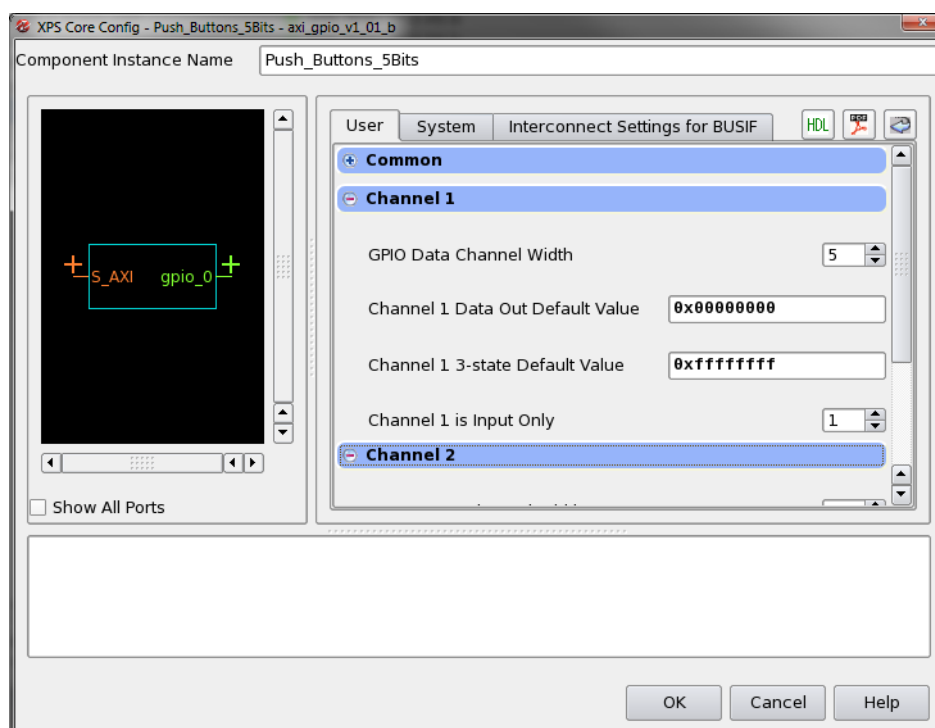 XPS Core Config - Push_Buttons_5Bits - axi_gpio_v1_01_b
Component Instance Name Push_Buttons_5Bits
User System Interconnect Settings for BUSIF HDL PDF
Common
Channel 1
GPIO Data Channel Width 5
Channel 1 Data Out Default Value 0x00000000
Channel 1 3-state Default Value 0xffffffff
Channel 1 is Input Only 1
Channel 2
S_AXI gpio_0
Show All Ports
OK Cancel Help